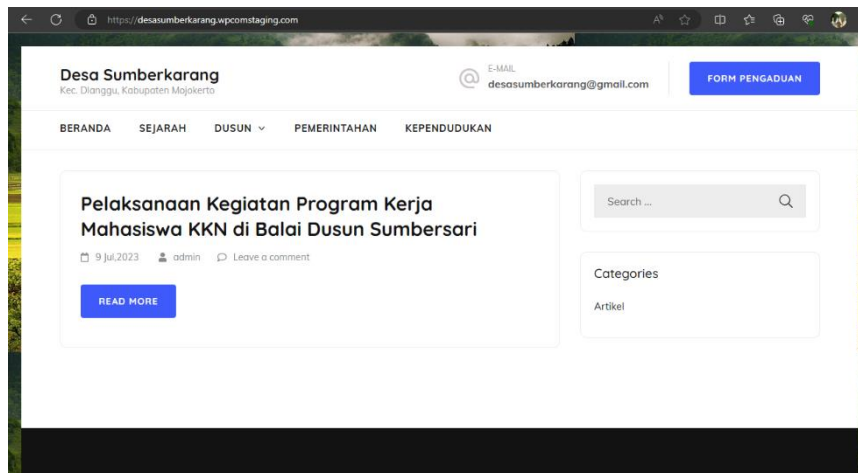 https://desasumberkarang.wpcomstaging.com
Desa Sumberkarang
Kec. Dlanggu, Kabupaten Mojokerto
E-MAIL
desasumberkarang@gmail.com
FORM PENGADUAN
BERANDA SEJARAH DUSUN PEMERINTAHAN KEPENDUDUKAN
Pelaksanaan Kegiatan Program Kerja
Mahasiswa KKN di Balai Dusun Sumbersari
9 Jul,2023 admin Leave a comment
READ MORE
Search ...
Categories
Artikel